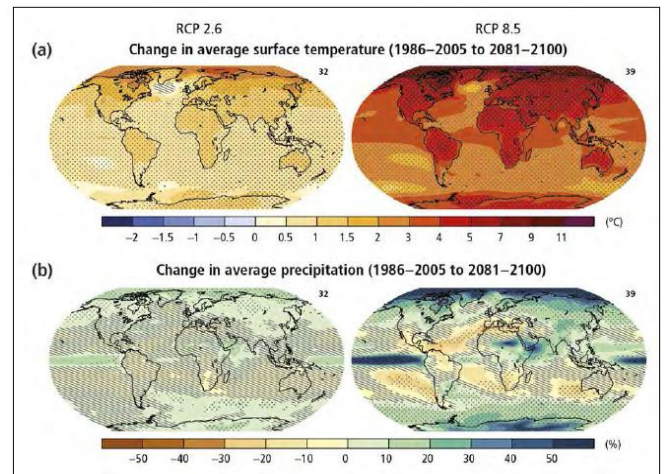 RCP 2.6 RCP 8.5
(a) Change in average surface temperature (1986–2005 to 2081–2100)
32 39
−2 −1.5 −1 −0.5 0 0.5 1 1.5 2 3 4 5 7 9 11 (°C)
(b) Change in average precipitation (1986–2005 to 2081–2100)
32 39
−50 −40 −30 −20 −10 0 10 20 30 40 50 (%)